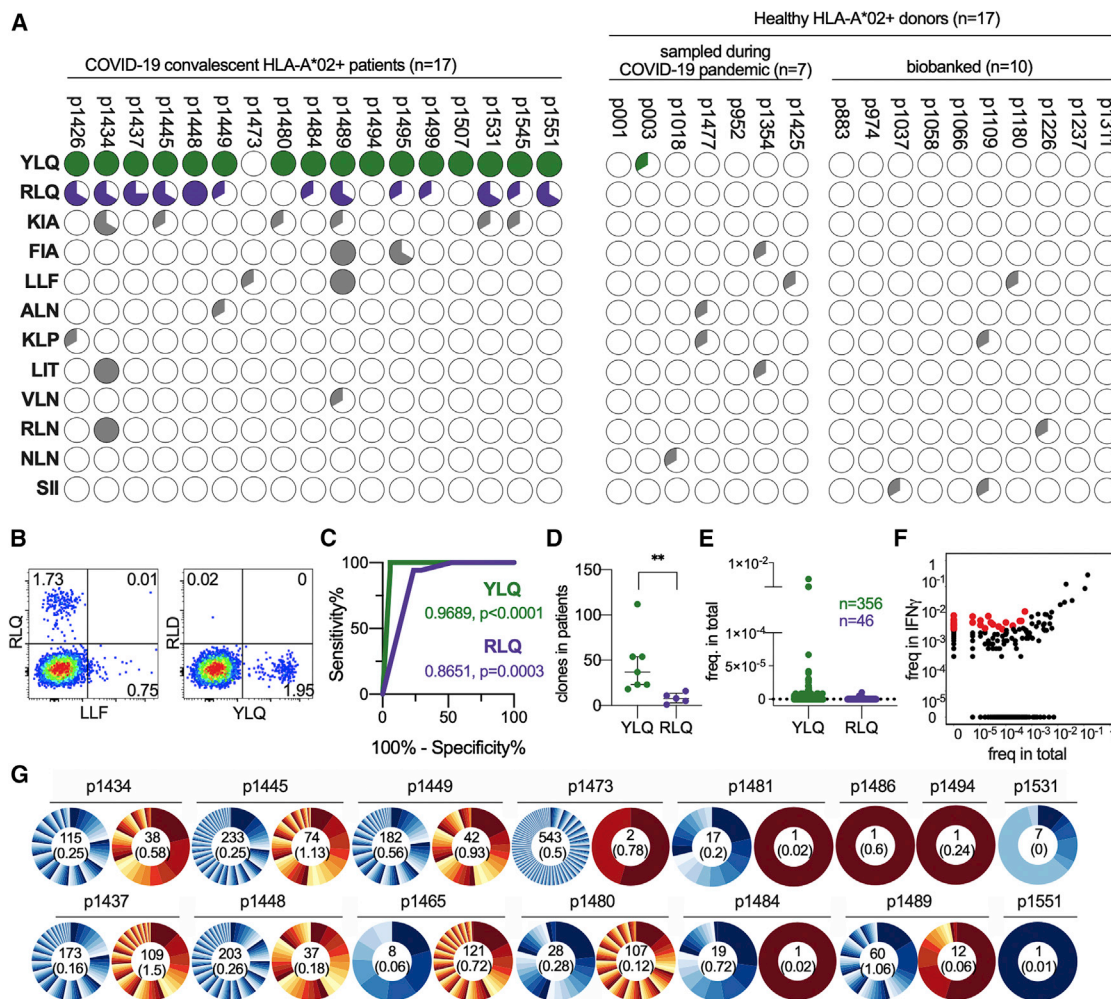 A
COVID-19 convalescent HLA-A*02+ patients (n=17)
Healthy HLA-A*02+ donors (n=17)
sampled during
COVID-19 pandemic (n=7)
biobanked (n=10)
p1426 p1434 p1437 p1445 p1448 p1449 p1473 p1480 p1484 p1489 p1494 p1495 p1499 p1507 p1531 p1545 p1551
p001 p003 p1018 p1477 p952 p1354 p1425
p883 p974 p1037 p1058 p1066 p1109 p1180 p1226 p1237 p1311
YLQ
RLQ
KIA
FIA
LLF
ALN
KLP
LIT
VLN
RLN
NLN
SII
B
1.73 0.01
0.75
RLQ
LLF
0.02 0
1.95
RLD
YLQ
C
Sensitivity%
100
50
0
50 100
100% - Specificity%
YLQ
0.9689, p<0.0001
RLQ
0.8651, p=0.0003
D
clones in patients
150
100
50
0
**
YLQ RLQ
E
freq. in total
1×10⁻²
1×10⁻⁴
5×10⁻⁵
0
n=356
n=46
YLQ RLQ
F
freq in IFNγ
1
10⁻¹
10⁻²
10⁻³
10⁻⁴
10⁻⁵
0
0 10⁻⁵ 10⁻⁴ 10⁻³ 10⁻² 10⁻¹ 1
freq in total
G
p1434 p1445 p1449 p1473 p1481 p1486 p1494 p1531
115 38 233 74 182 42 543 2 17 1 1 1 7
(0.25) (0.58) (0.25) (1.13) (0.56) (0.93) (0.5) (0.78) (0.2) (0.02) (0.6) (0.24) (0)
p1437 p1448 p1465 p1480 p1484 p1489 p1551
173 109 203 37 8 121 28 107 19 1 60 12 1
(0.16) (1.5) (0.26) (0.18) (0.06) (0.72) (0.28) (0.12) (0.72) (0.02) (1.06) (0.06) (0.01)